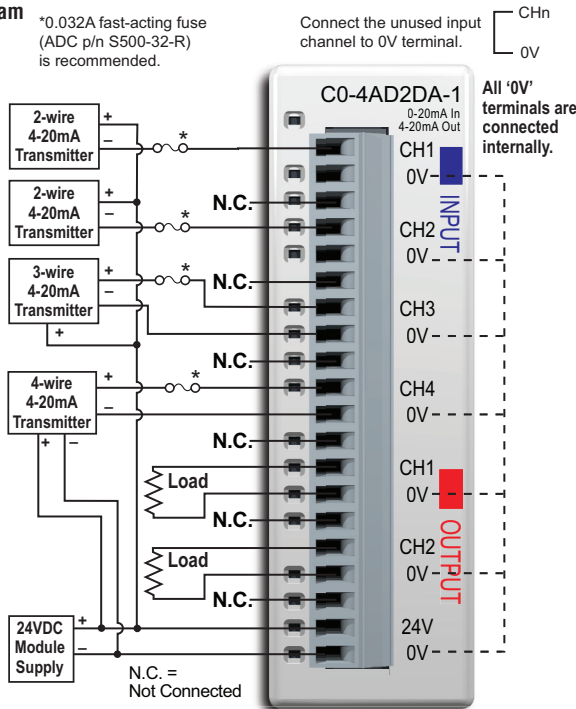 am
*0.032A fast-acting fuse
(ADC p/n S500-32-R)
is recommended.
Connect the unused input
channel to 0V terminal.
CHn
0V
C0-4AD2DA-1
0-20mA In
4-20mA Out
All ‘0V’
terminals are
connected
internally.
2-wire
4-20mA
Transmitter
+
–
*
CH1
0V
INPUT
N.C.
2-wire
4-20mA
Transmitter
+
–
*
CH2
0V
N.C.
3-wire
4-20mA
Transmitter
+
–
+
*
CH3
0V
N.C.
4-wire
4-20mA
Transmitter
+
–
+
–
*
CH4
0V
N.C.
Load
CH1
0V
OUTPUT
N.C.
Load
CH2
0V
N.C.
24VDC
Module
Supply
+
–
24V
0V
N.C. =
Not Connected